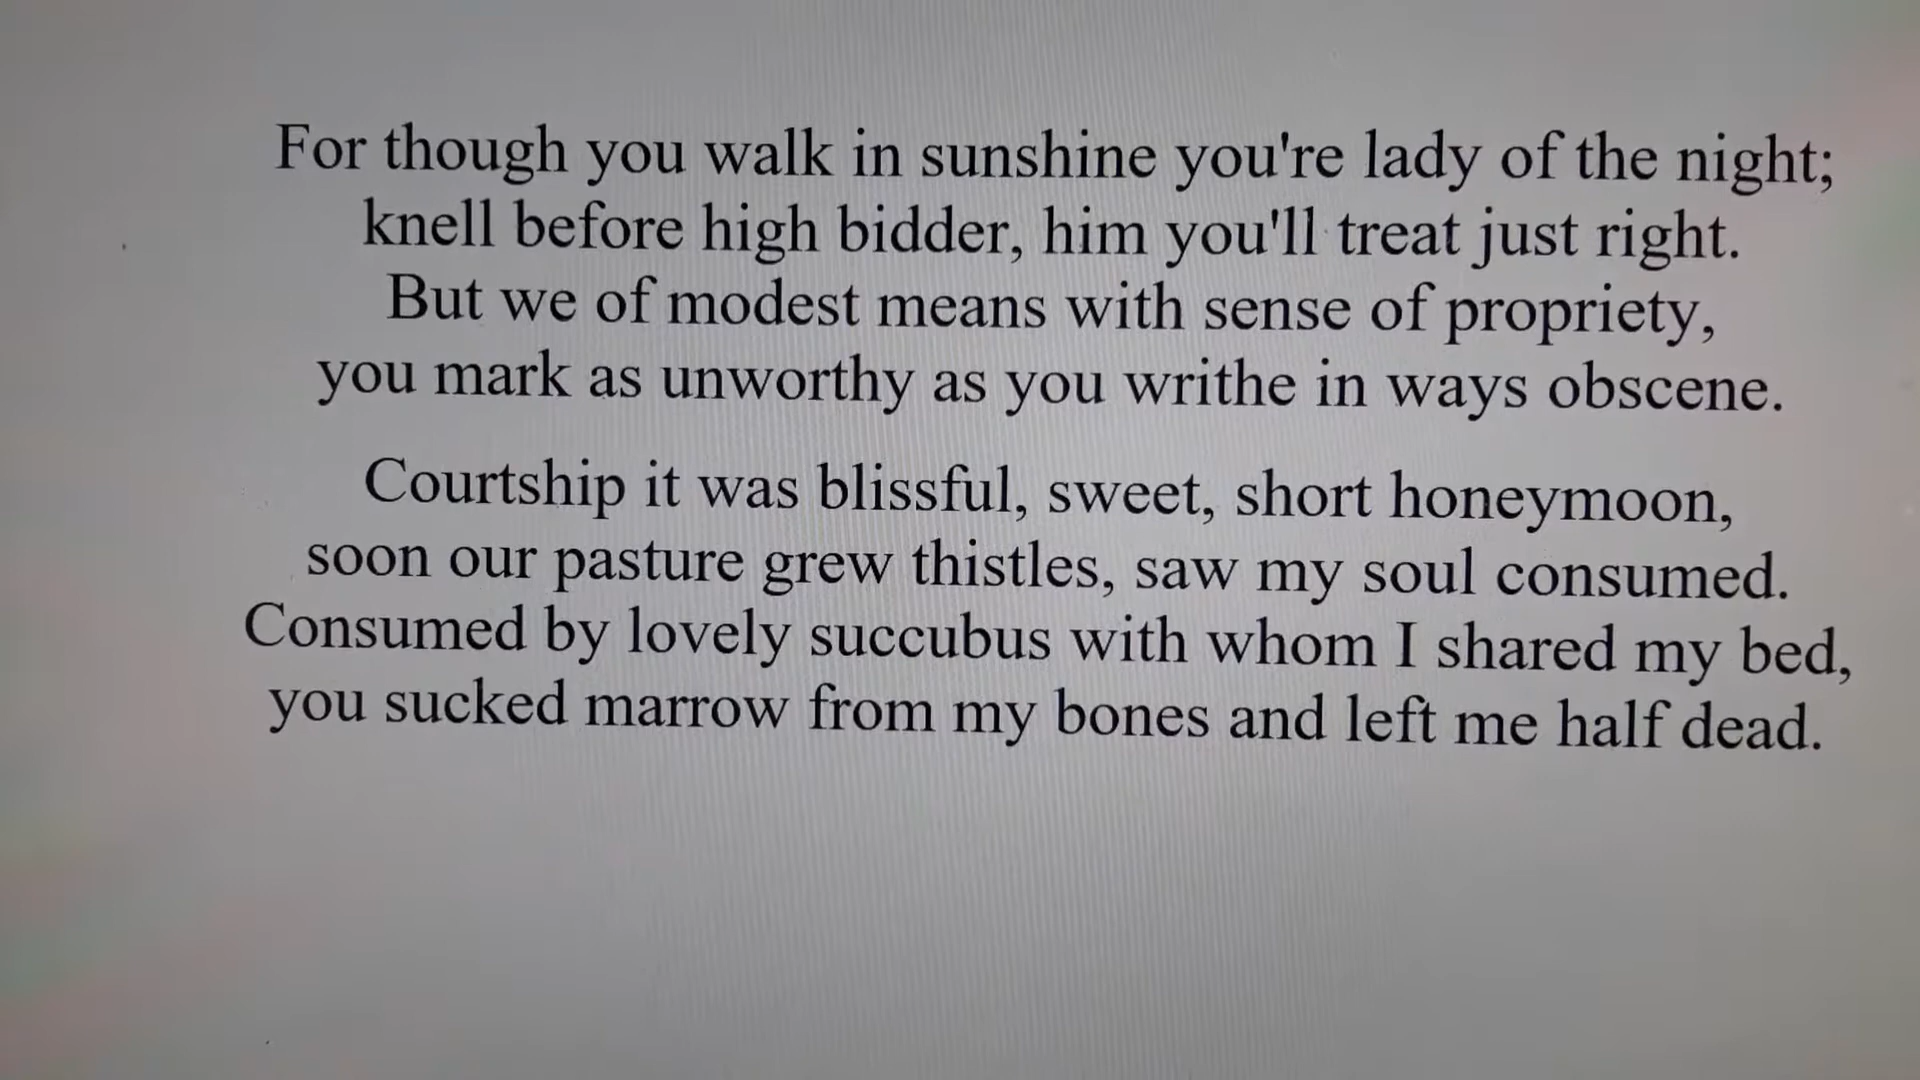 For though you walk in sunshine you're lady of the night;
knell before high bidder, him you'll treat just right.
But we of modest means with sense of propriety,
you mark as unworthy as you writhe in ways obscene.
Courtship it was blissful, sweet, short honeymoon,
soon our pasture grew thistles, saw my soul consumed.
Consumed by lovely succubus with whom I shared my bed,
you sucked marrow from my bones and left me half dead.